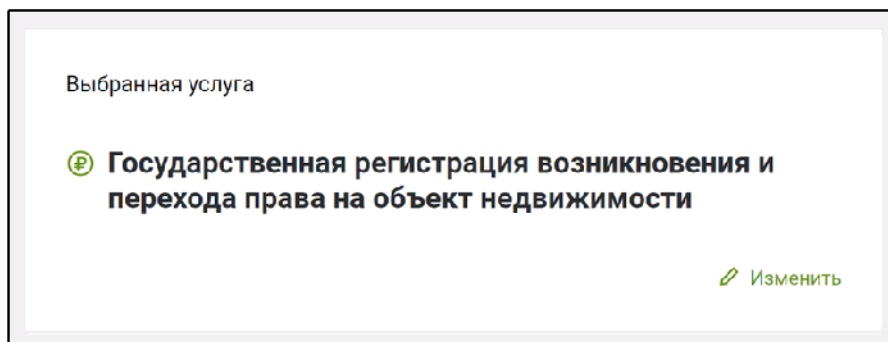 Выбранная услуга
Государственная регистрация возникновения и
перехода права на объект недвижимости
Изменить